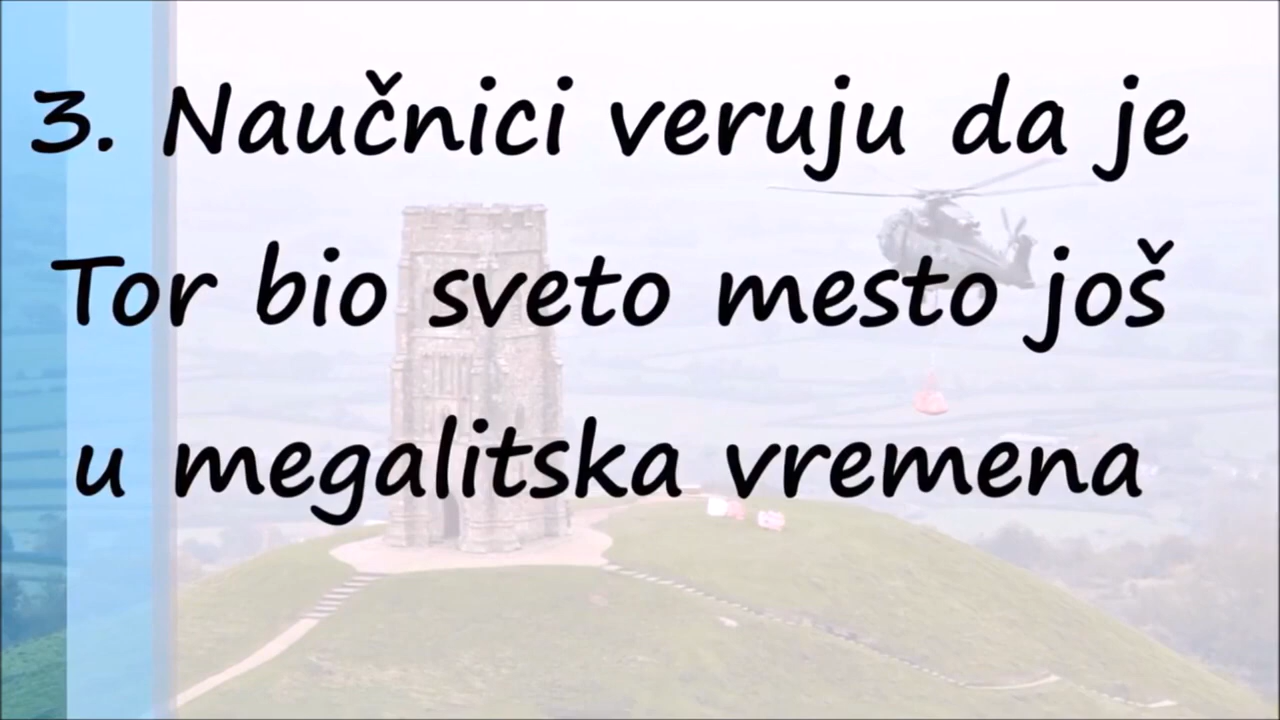 3. Naučnici veruju da je
Tor bio sveto mesto još
u megalitska vremena